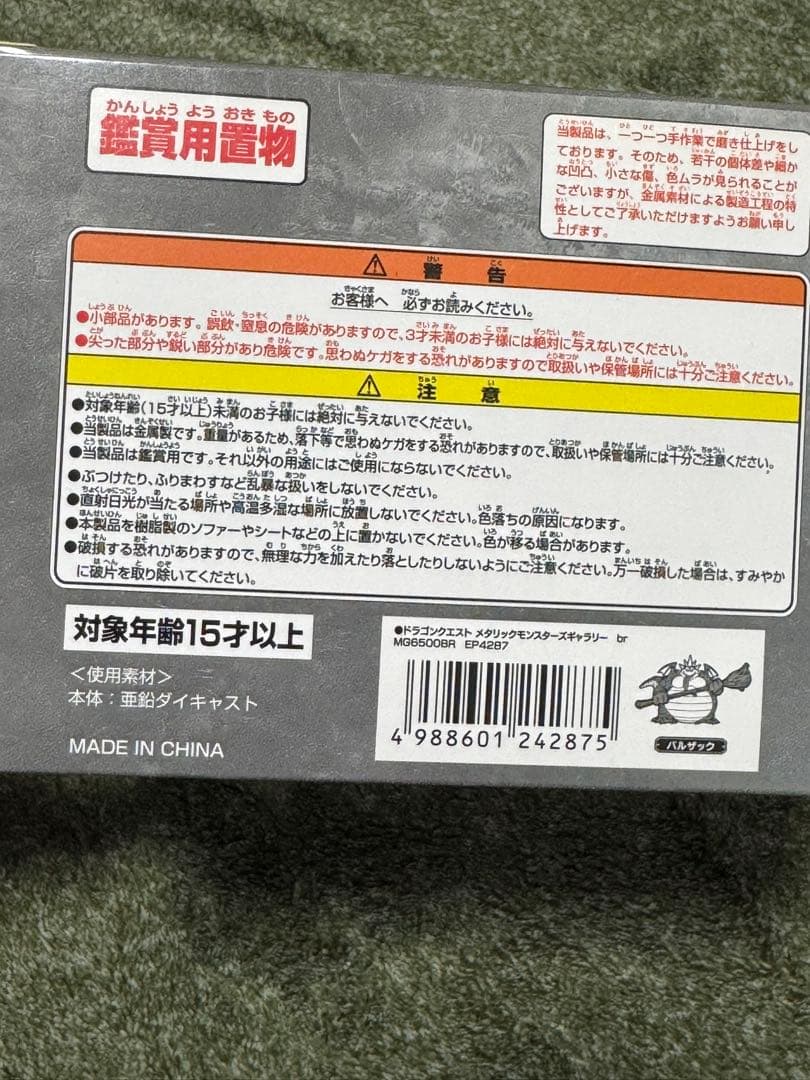 かんしょう よう おき もの
鑑賞用置物
当製品は、一つ一つ手作業で磨き仕上げをし
ております。そのため、若干の個体差や細か
な凹凸、小さな傷、色ムラが見られることが
ございますが、金属素材による製造工程の特
性としてご了承いただけますようお願い申し
上げます。
⚠ 警告
お客様へ 必ずお読みください。
●小部品があります。誤飲・窒息の危険がありますので、3才未満のお子様には絶対に与えないでください。
●尖った部分や鋭い部分があり危険です。思わぬケガをする恐れがありますので取扱いや保管場所には十分ご注意ください。
⚠ 注意
●対象年齢(15才以上)未満のお子様には絶対に与えないでください。
●当製品は金属製です。重量があるため、落下等で思わぬケガをする恐れがありますので、取扱いや保管場所には十分ご注意ください。
●当製品は鑑賞用です。それ以外の用途にはご使用にならないでください。
●ぶつけたり、ふりまわすなど乱暴な扱いをしないでください。
●直射日光が当たる場所や高温多湿な場所に放置しないでください。色落ちの原因になります。
●本製品を樹脂製のソファーやシートなどの上に置かないでください。色が移る場合があります。
●破損する恐れがありますので、無理な力を加えたり落としたりしないようにご注意ください。万一破損した場合は、すみやか
に破片を取り除いてください。
対象年齢15才以上
<使用素材>
本体：亜鉛ダイキャスト
MADE IN CHINA
●ドラゴンクエスト メタリックモンスターズギャラリー br
MG6500BR EP4287
4 988601 242875
バルザック